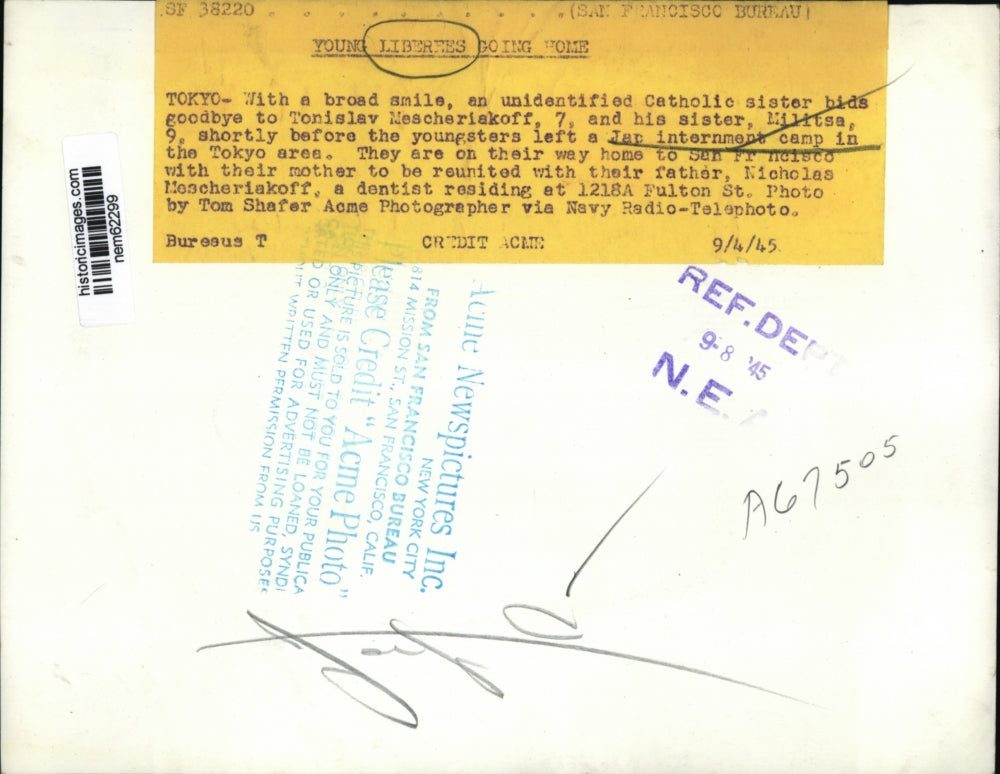 SF 38220 . . . . . . . . . . (SAN FRANCISCO BUREAU)
YOUNG LIBEREES GOING HOME
TOKYO- With a broad smile, an unidentified Catholic sister bids
goodbye to Tonislav Mescheriakoff, 7, and his sister, Militsa,
9, shortly before the youngsters left a Jap internment camp in
the Tokyo area. They are on their way home to San Fr ncisco
with their mother to be reunited with their father, Nicholas
Mescheriakoff, a dentist residing at 1218A Fulton St. Photo
by Tom Shafer Acme Photographer via Navy Radio-Telephoto.
Bureaus T CREDIT ACME 9/4/45
historicimages.com
nem62299
Acme Newspictures Inc.
NEW YORK CITY
FROM SAN FRANCISCO BUREAU
814 MISSION ST., SAN FRANCISCO, CALIF.
Please Credit "Acme Photo"
PICTURE IS SOLD TO YOU FOR YOUR PUBLICA
ONLY AND MUST NOT BE LOANED, SYNDI
OR USED FOR ADVERTISING PURPOSES
WRITTEN PERMISSION FROM US
REF. DEPT
9-8 '45
N. E.
A67505